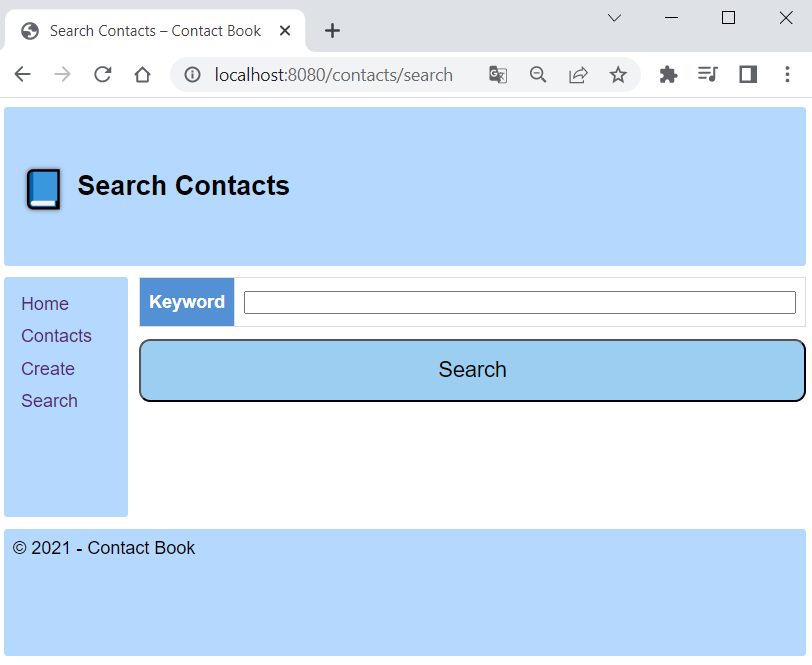 Search Contacts – Contact Book
localhost:8080/contacts/search
Search Contacts
Home
Contacts
Create
Search
Keyword
Search
© 2021 - Contact Book